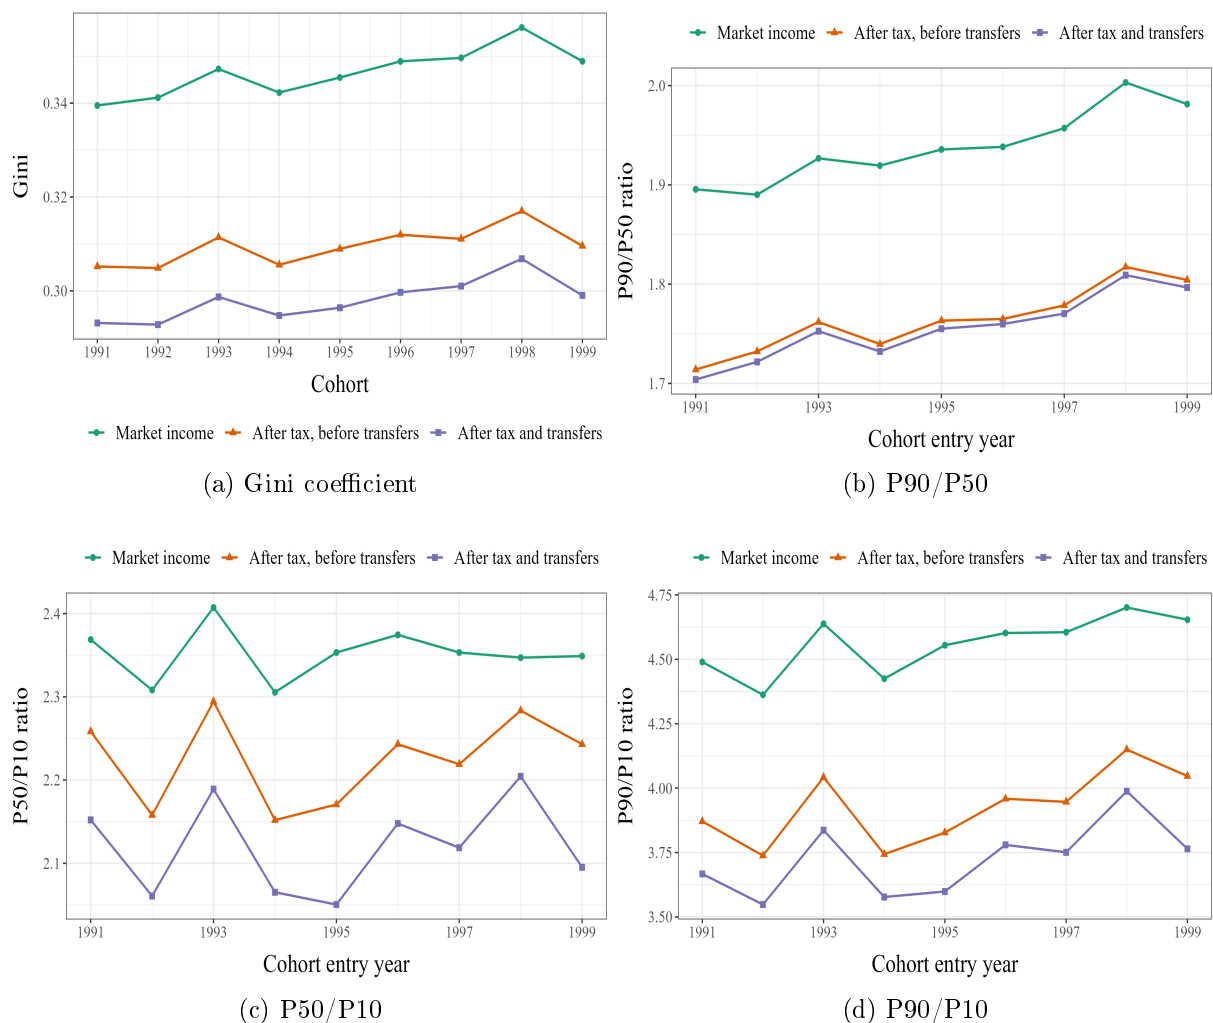 Gini
0.34
0.32
0.30
1991 1992 1993 1994 1995 1996 1997 1998 1999
Cohort
Market income After tax, before transfers After tax and transfers
(a) Gini coefficient
Market income After tax, before transfers After tax and transfers
P90/P50 ratio
2.0
1.9
1.8
1.7
1991 1993 1995 1997 1999
Cohort entry year
(b) P90/P50
Market income After tax, before transfers After tax and transfers
P50/P10 ratio
2.4
2.3
2.2
2.1
1991 1993 1995 1997 1999
Cohort entry year
(c) P50/P10
Market income After tax, before transfers After tax and transfers
P90/P10 ratio
4.75
4.50
4.25
4.00
3.75
3.50
1991 1993 1995 1997 1999
Cohort entry year
(d) P90/P10